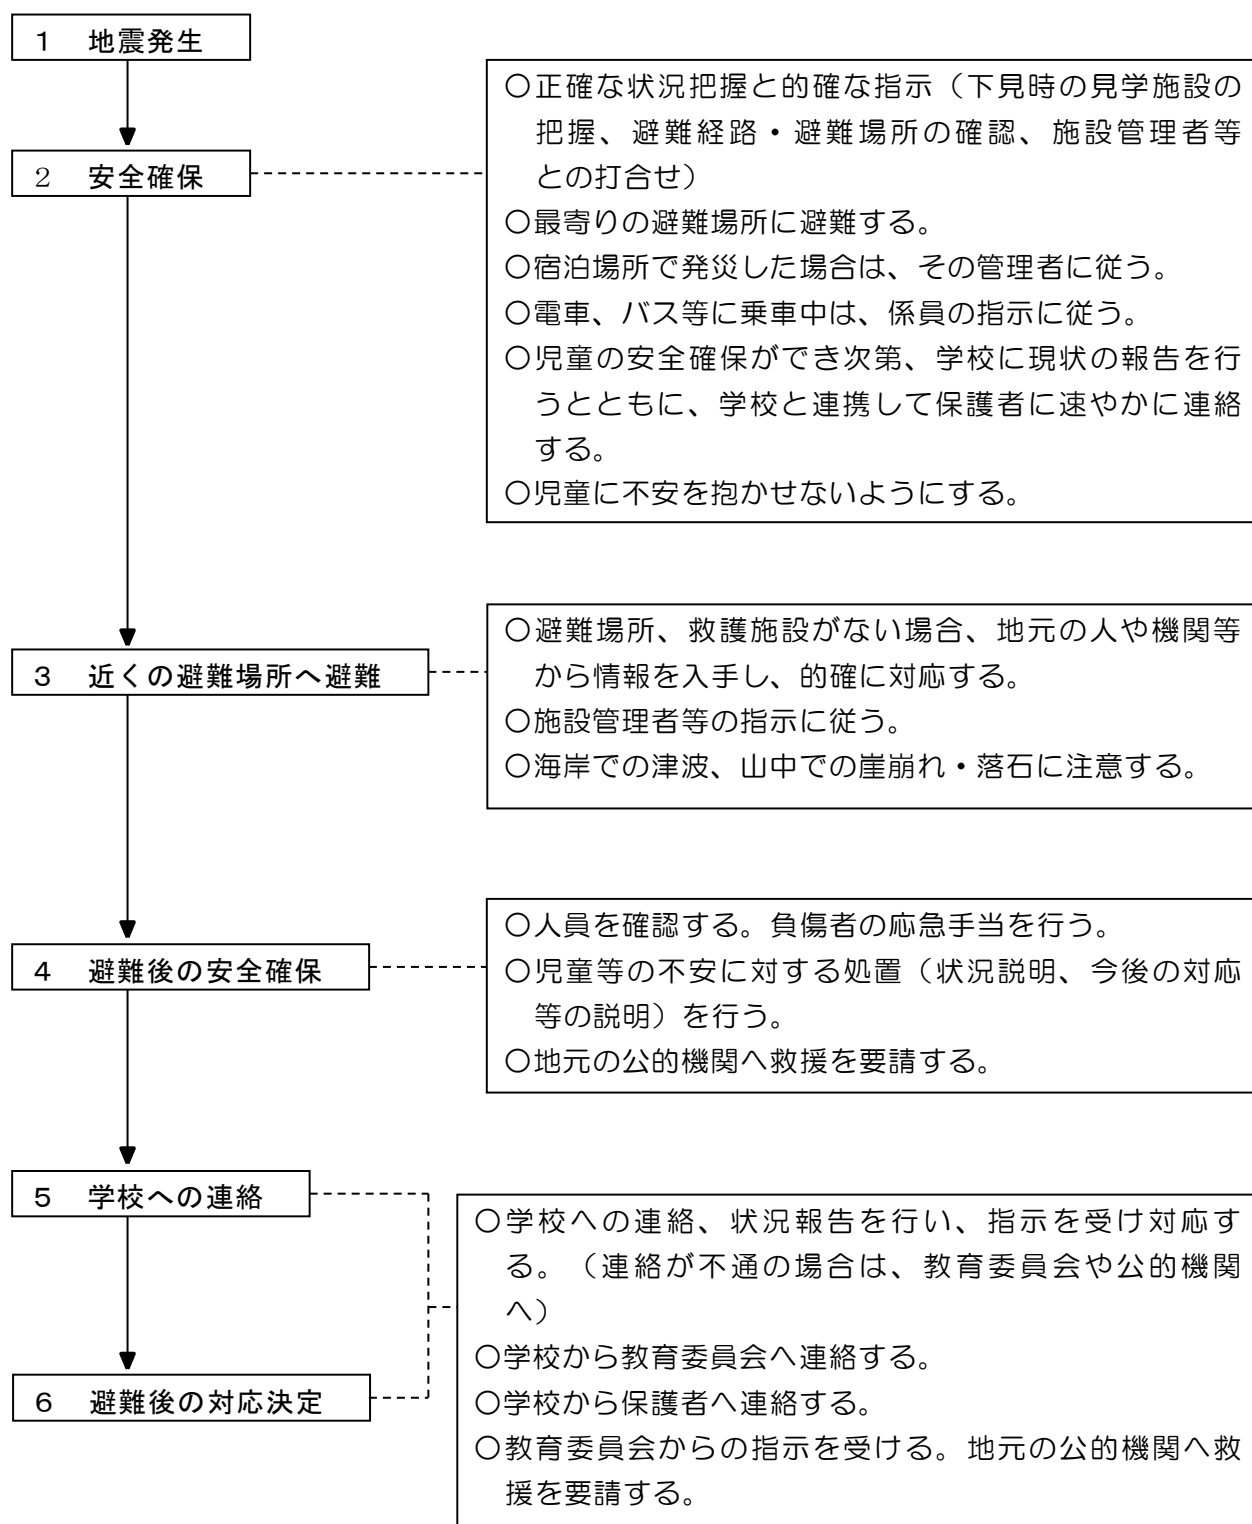 １　地震発生
２　安全確保
〇正確な状況把握と的確な指示（下見時の見学施設の
把握、避難経路・避難場所の確認、施設管理者等
との打合せ）
〇最寄りの避難場所に避難する。
〇宿泊場所で発災した場合は、その管理者に従う。
〇電車、バス等に乗車中は、係員の指示に従う。
〇児童の安全確保ができ次第、学校に現状の報告を行
うとともに、学校と連携して保護者に速やかに連絡
する。
〇児童に不安を抱かせないようにする。
３　近くの避難場所へ避難
〇避難場所、救護施設がない場合、地元の人や機関等
から情報を入手し、的確に対応する。
〇施設管理者等の指示に従う。
〇海岸での津波、山中での崖崩れ・落石に注意する。
４　避難後の安全確保
〇人員を確認する。負傷者の応急手当を行う。
〇児童等の不安に対する処置（状況説明、今後の対応
等の説明）を行う。
〇地元の公的機関へ救援を要請する。
５　学校への連絡
６　避難後の対応決定
〇学校への連絡、状況報告を行い、指示を受け対応す
る。（連絡が不通の場合は、教育委員会や公的機関
へ）
〇学校から教育委員会へ連絡する。
〇学校から保護者へ連絡する。
〇教育委員会からの指示を受ける。地元の公的機関へ救
援を要請する。